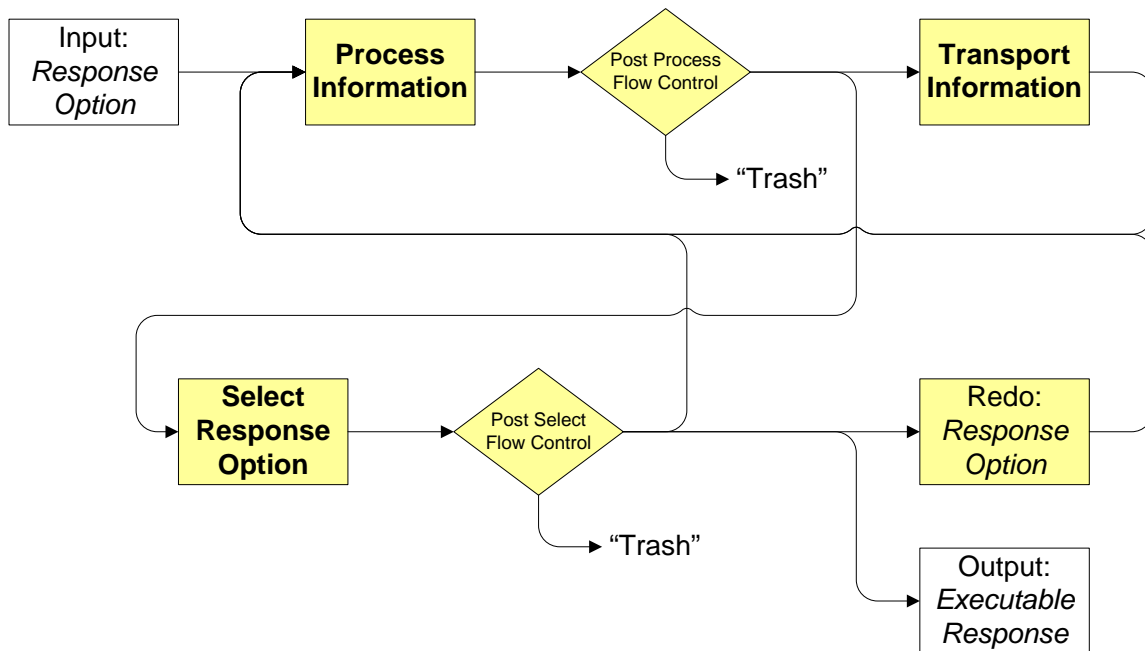 Input:
Response
Option
Process
Information
Post Process
Flow Control
Transport
Information
“Trash”
Select
Response
Option
Post Select
Flow Control
Redo:
Response
Option
“Trash”
Output:
Executable
Response